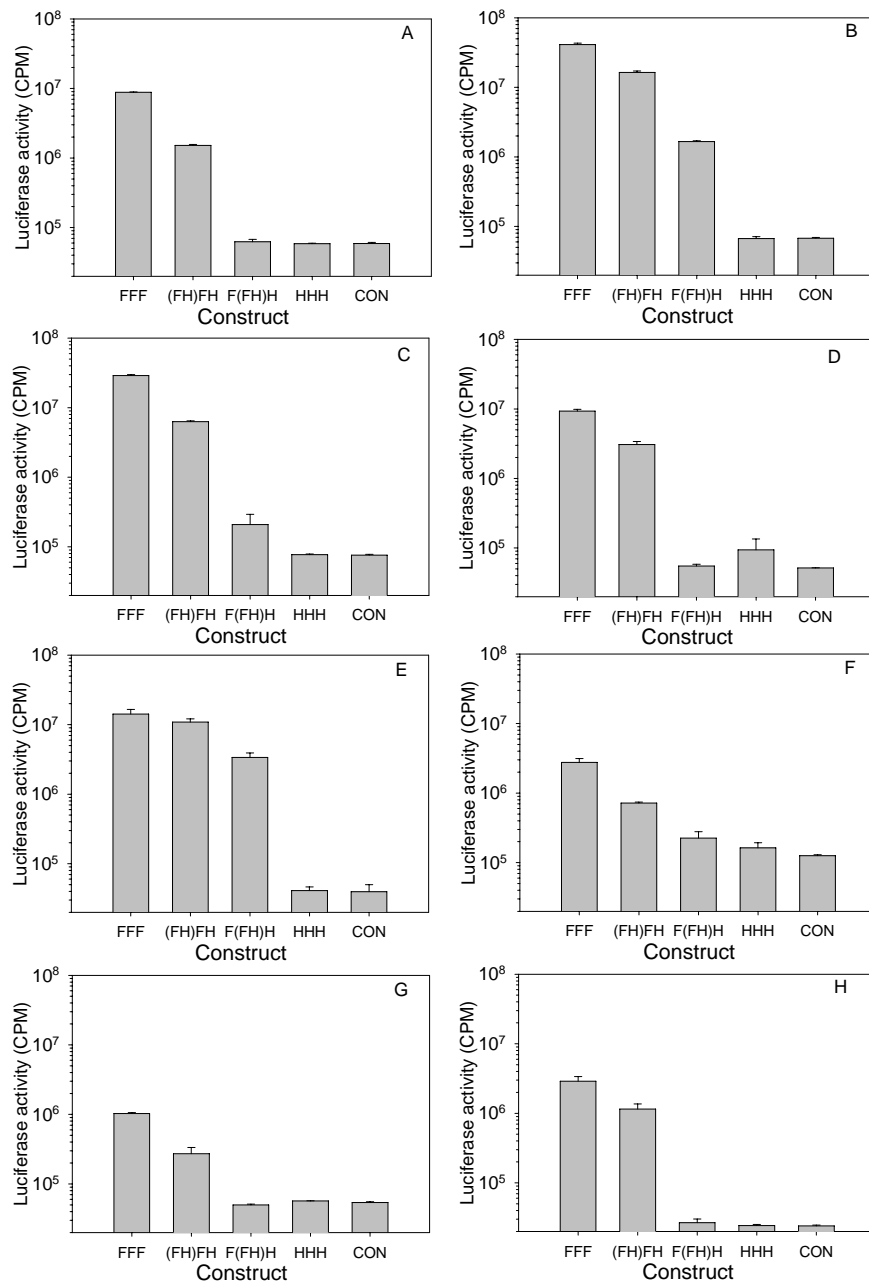 A
Luciferase activity (CPM)
10^8
10^7
10^6
10^5
FFF (FH)FH F(FH)H HHH CON
Construct
B
Luciferase activity (CPM)
10^8
10^7
10^6
10^5
FFF (FH)FH F(FH)H HHH CON
Construct
C
Luciferase activity (CPM)
10^8
10^7
10^6
10^5
FFF (FH)FH F(FH)H HHH CON
Construct
D
Luciferase activity (CPM)
10^8
10^7
10^6
10^5
FFF (FH)FH F(FH)H HHH CON
Construct
E
Luciferase activity (CPM)
10^8
10^7
10^6
10^5
FFF (FH)FH F(FH)H HHH CON
Construct
F
Luciferase activity (CPM)
10^8
10^7
10^6
10^5
FFF (FH)FH F(FH)H HHH CON
Construct
G
Luciferase activity (CPM)
10^8
10^7
10^6
10^5
FFF (FH)FH F(FH)H HHH CON
Construct
H
Luciferase activity (CPM)
10^8
10^7
10^6
10^5
FFF (FH)FH F(FH)H HHH CON
Construct